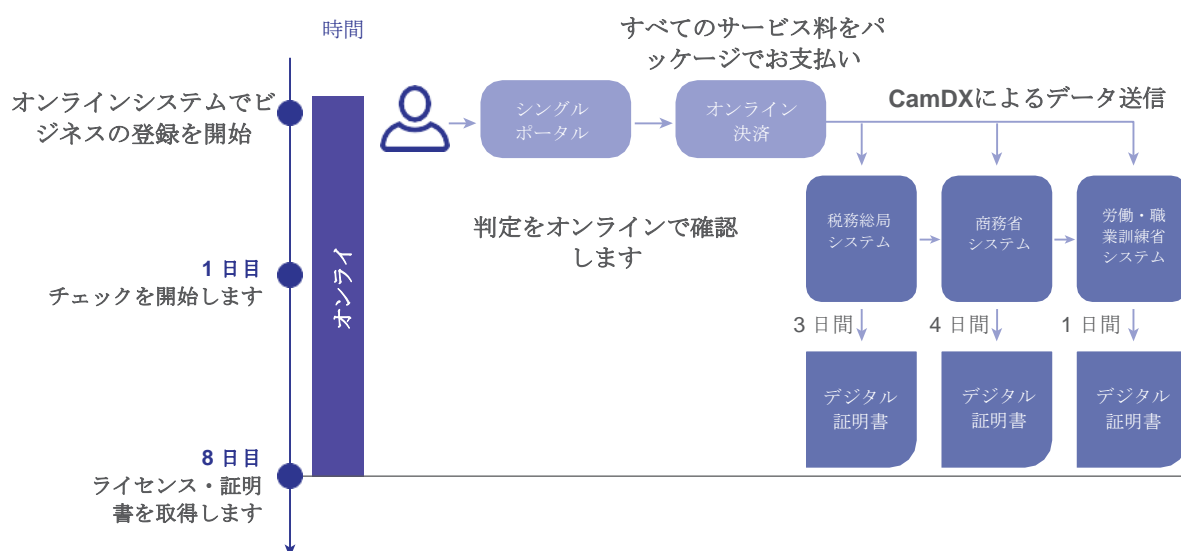 時間
すべてのサービス料をパ
ッケージでお支払い
オンラインシステムでビ
ジネスの登録を開始
シングル
ポータル
オンライン
決済
CamDXによるデータ送信
判定をオンラインで確認
します
税務総局
システム
商務省
システム
労働・職
業訓練省
システム
1 日目
チェックを開始します
オンライ
3 日間
4 日間
1 日間
デジタル
証明書
デジタル
証明書
デジタル
証明書
8 日目
ライセンス・証明
書を取得します